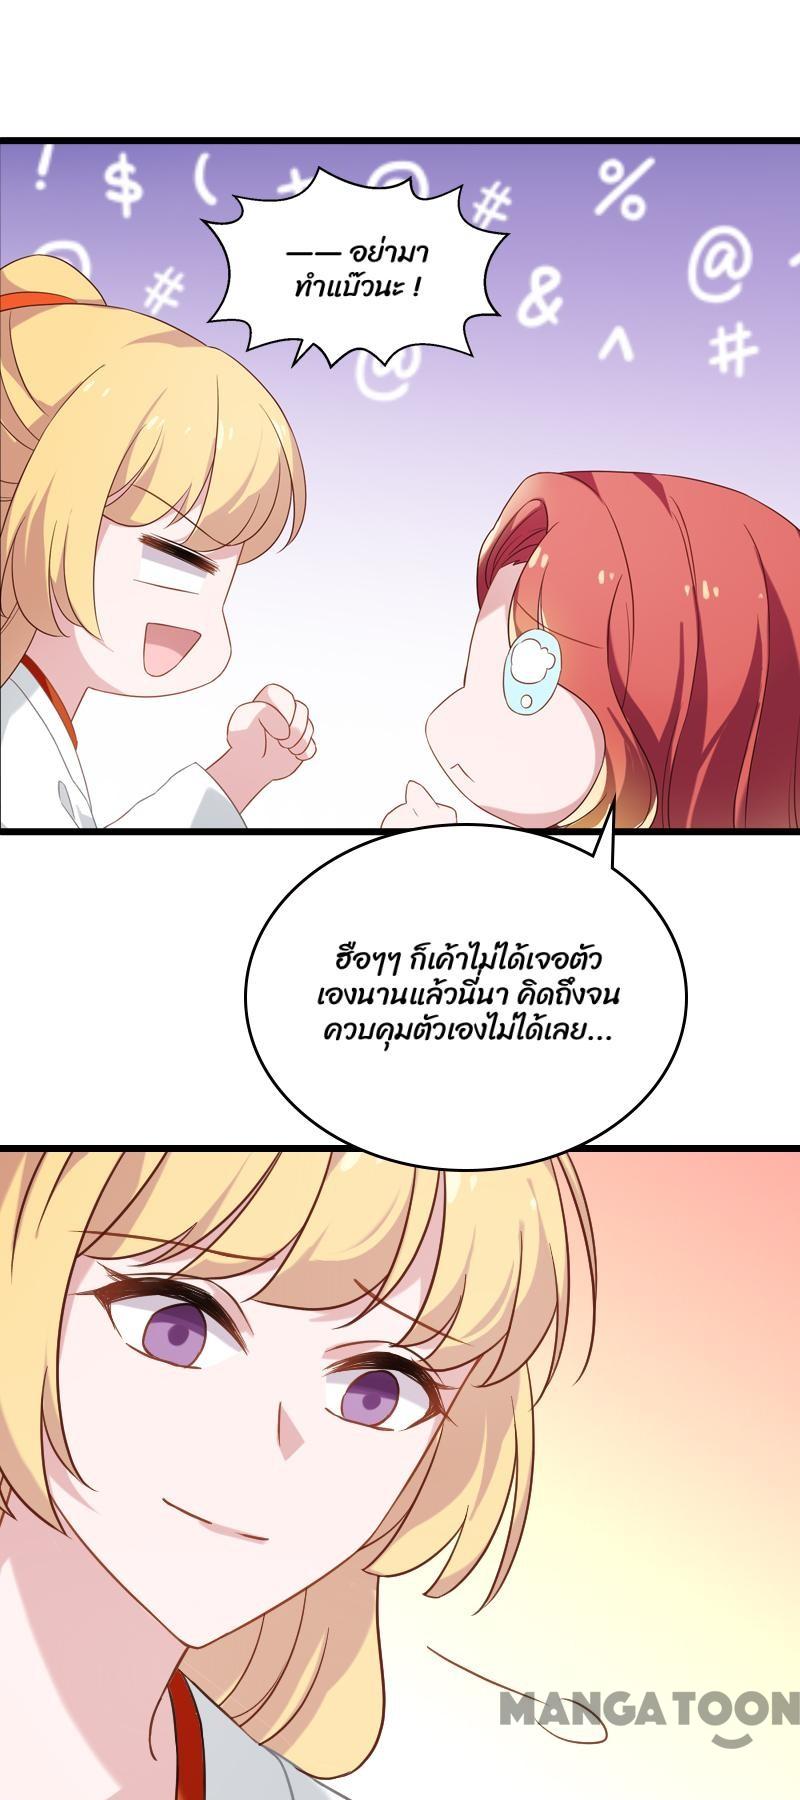 ! $ ( + @ # %
—— อย่ามา
ทำแบ๊วนะ !
@ # & @ ^ #
@
ฮือๆๆ ก็เค้าไม่ได้เจอตัว
เองนานแล้วนี่นา คิดถึงจน
ควบคุมตัวเองไม่ได้เลย...
MANGATOON